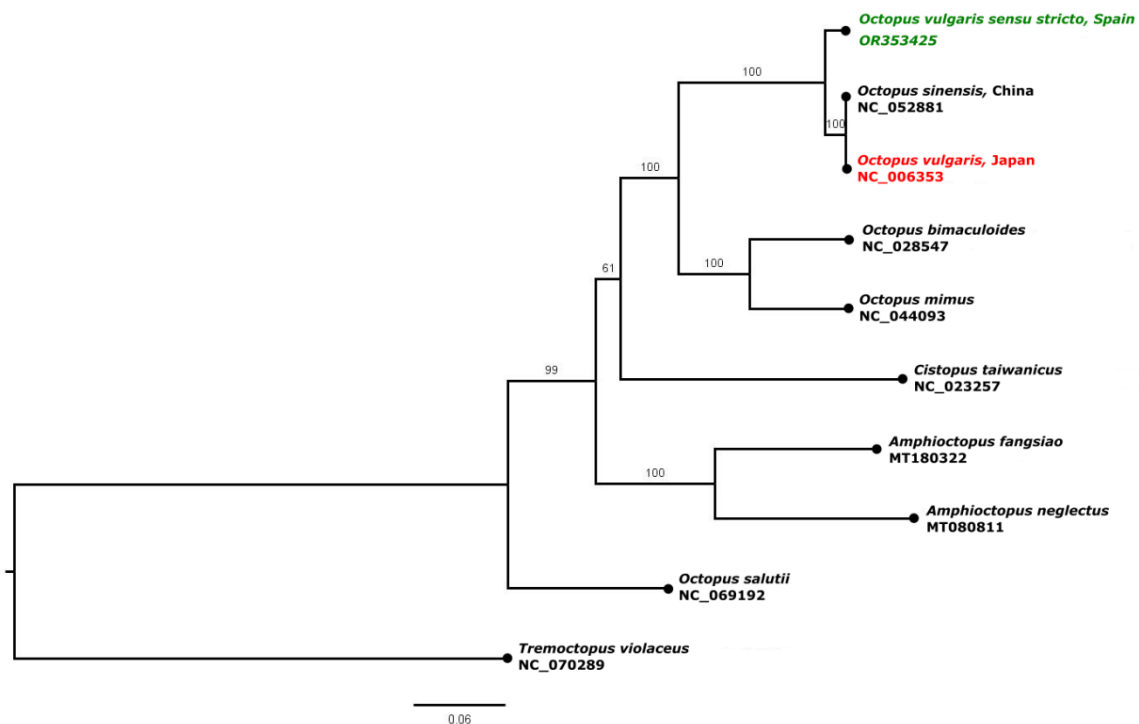 Octopus vulgaris sensu stricto, Spain
OR353425
100
Octopus sinensis, China
NC_052881
100
Octopus vulgaris, Japan
NC_006353
100
Octopus bimaculoides
NC_028547
100
61
Octopus mimus
NC_044093
99
Cistopus taiwanicus
NC_023257
Amphioctopus fangsiao
MT180322
100
Amphioctopus neglectus
MT080811
Octopus salutii
NC_069192
Tremoctopus violaceus
NC_070289
0.06